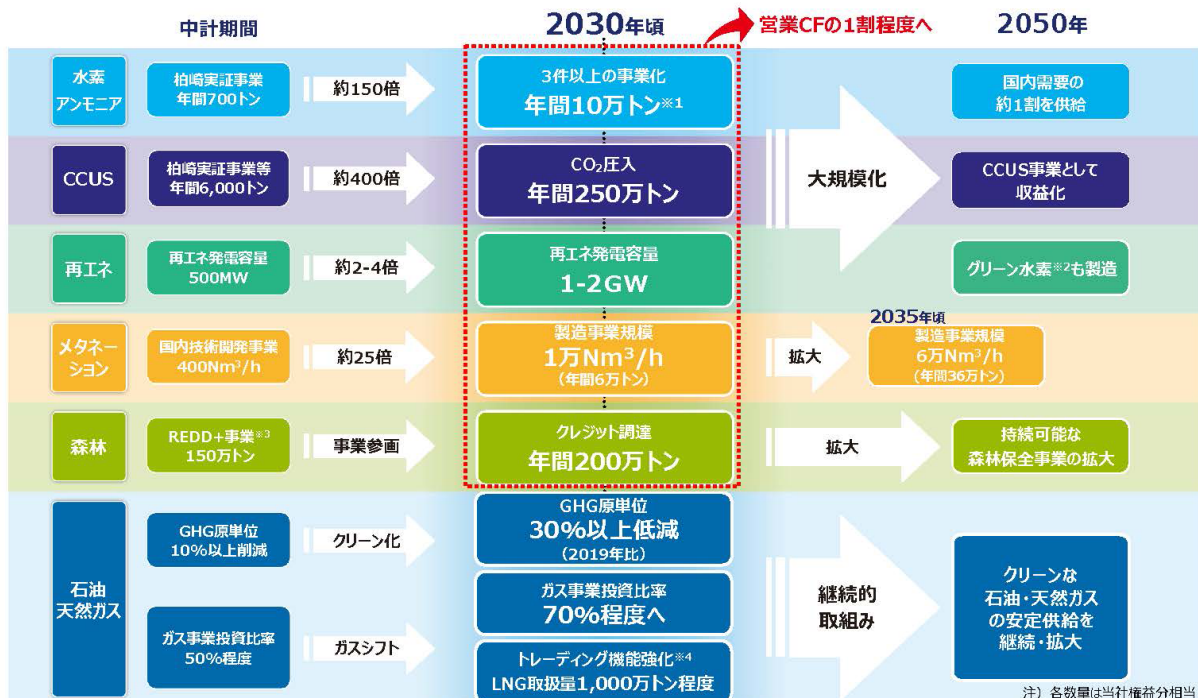 中計期間
2030年頃
営業CFの1割程度へ
2050年
水素
アンモニア
柏崎実証事業
年間700トン
約150倍
3件以上の事業化
年間10万トン※1
国内需要の
約1割を供給
CCUS
柏崎実証事業等
年間6,000トン
約400倍
CO₂圧入
年間250万トン
大規模化
CCUS事業として
収益化
再エネ
再エネ発電容量
500MW
約2-4倍
再エネ発電容量
1-2GW
グリーン水素※2も製造
メタネー
ション
国内技術開発事業
400Nm³/h
約25倍
製造事業規模
1万Nm³/h
(年間6万トン)
拡大
2035年頃
製造事業規模
6万Nm³/h
(年間36万トン)
森林
REDD+事業※3
150万トン
事業参画
クレジット調達
年間200万トン
拡大
持続可能な
森林保全事業の拡大
石油
天然ガス
GHG原単位
10%以上削減
クリーン化
GHG原単位
30%以上低減
(2019年比)
ガス事業投資比率
50%程度
ガスシフト
ガス事業投資比率
70%程度へ
トレーディング機能強化※4
LNG取扱量1,000万トン程度
継続的
取組み
クリーンな
石油・天然ガス
の安定供給を
継続・拡大
注）各数量は当社権益分相当